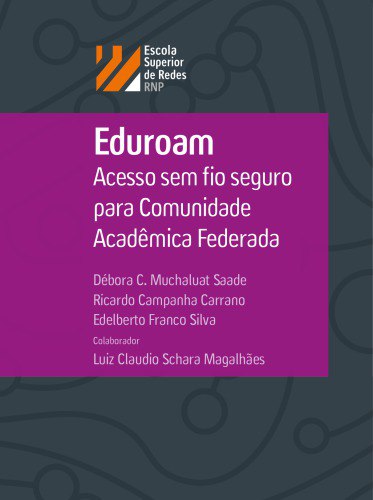 Escola
Superior
de Redes
RNP
Eduroam
Acesso sem fio seguro
para Comunidade
Acadêmica Federada
Débora C. Muchaluat Saade
Ricardo Campanha Carrano
Edelberto Franco Silva
Colaborador
Luiz Claudio Schara Magalhães